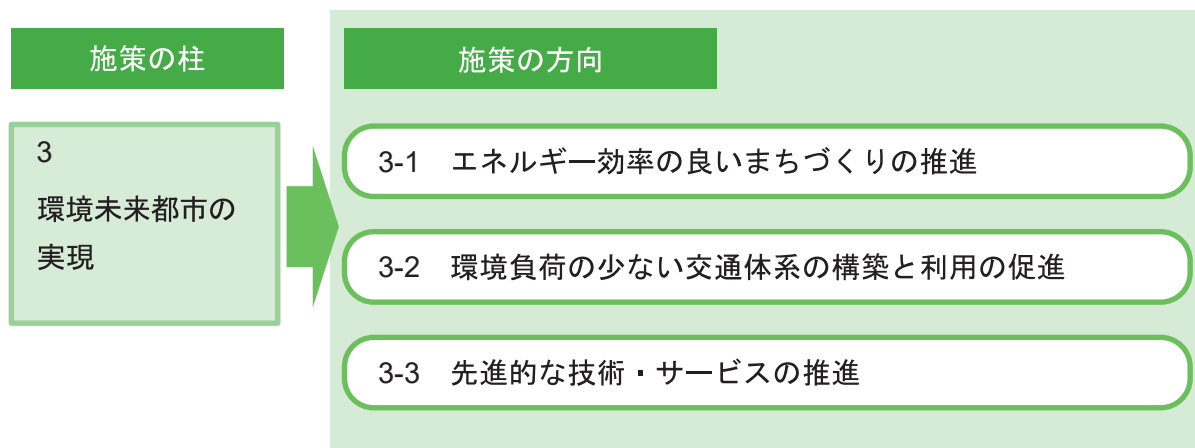 施策の柱
施策の方向
3
環境未来都市の
実現
3-1 エネルギー効率の良いまちづくりの推進
3-2 環境負荷の少ない交通体系の構築と利用の促進
3-3 先進的な技術・サービスの推進